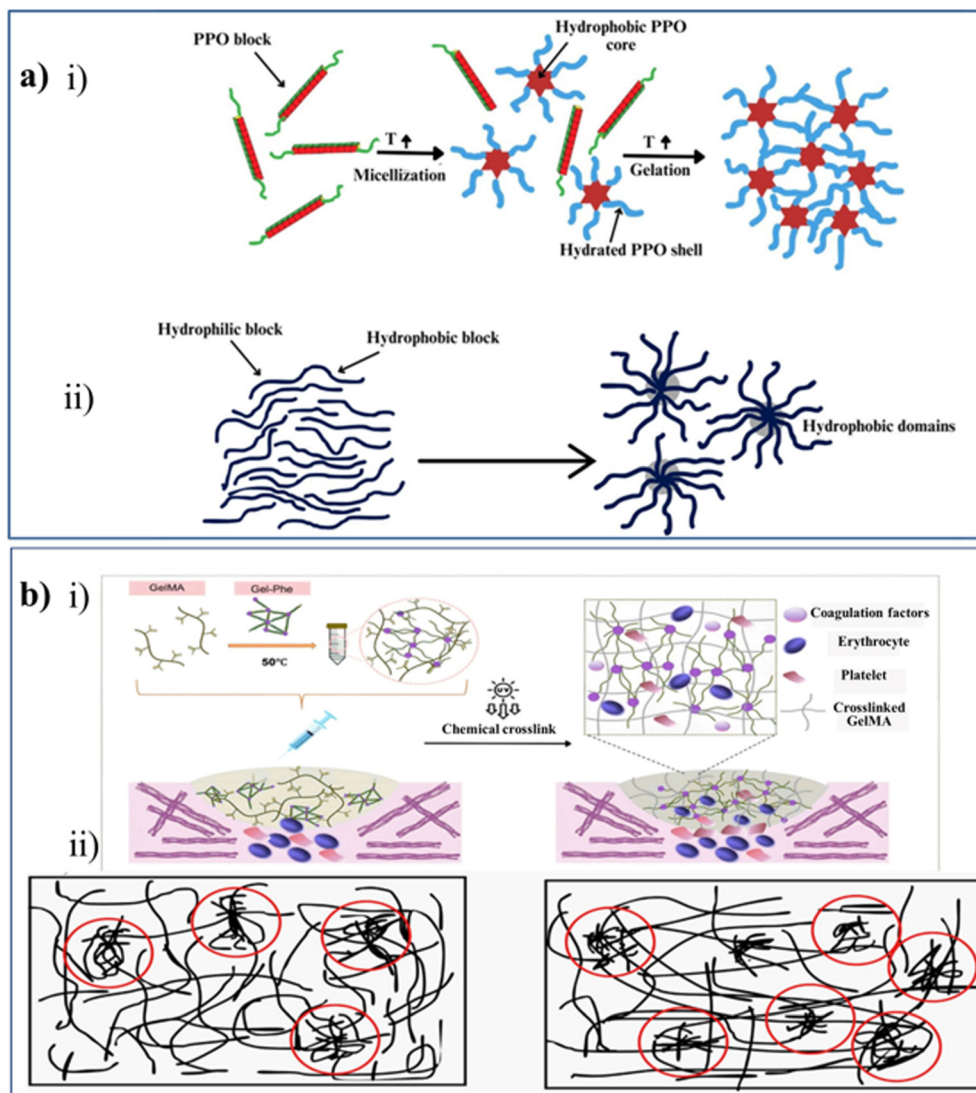 a) i)
PPO block
Hydrophobic PPO
core
T ↑
Micellization
T ↑
Gelation
Hydrated PPO shell
ii)
Hydrophilic block
Hydrophobic block
Hydrophobic domains
b) i)
GelMA
Gel-Phe
50℃
UV
Chemical crosslink
Coagulation factors
Erythrocyte
Platelet
Crosslinked
GelMA
ii)